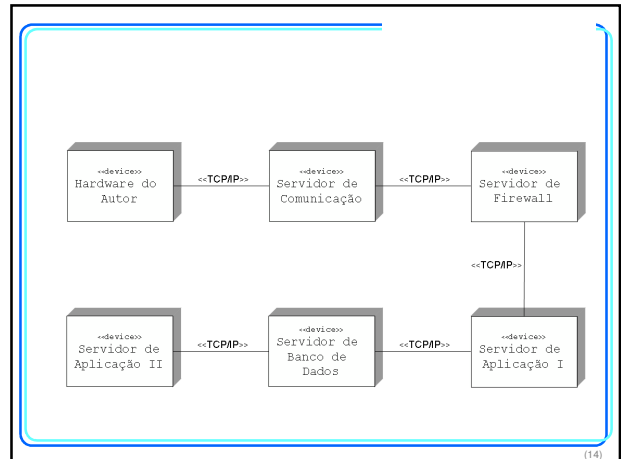 <<device>>
Hardware do
Autor
<<TCP/IP>>
<<device>>
Servidor de
Comunicação
<<TCP/IP>>
<<device>>
Servidor de
Firewall
<<TCP/IP>>
<<device>>
Servidor de
Aplicação II
<<TCP/IP>>
<<device>>
Servidor de
Banco de
Dados
<<TCP/IP>>
<<device>>
Servidor de
Aplicação I
(14)